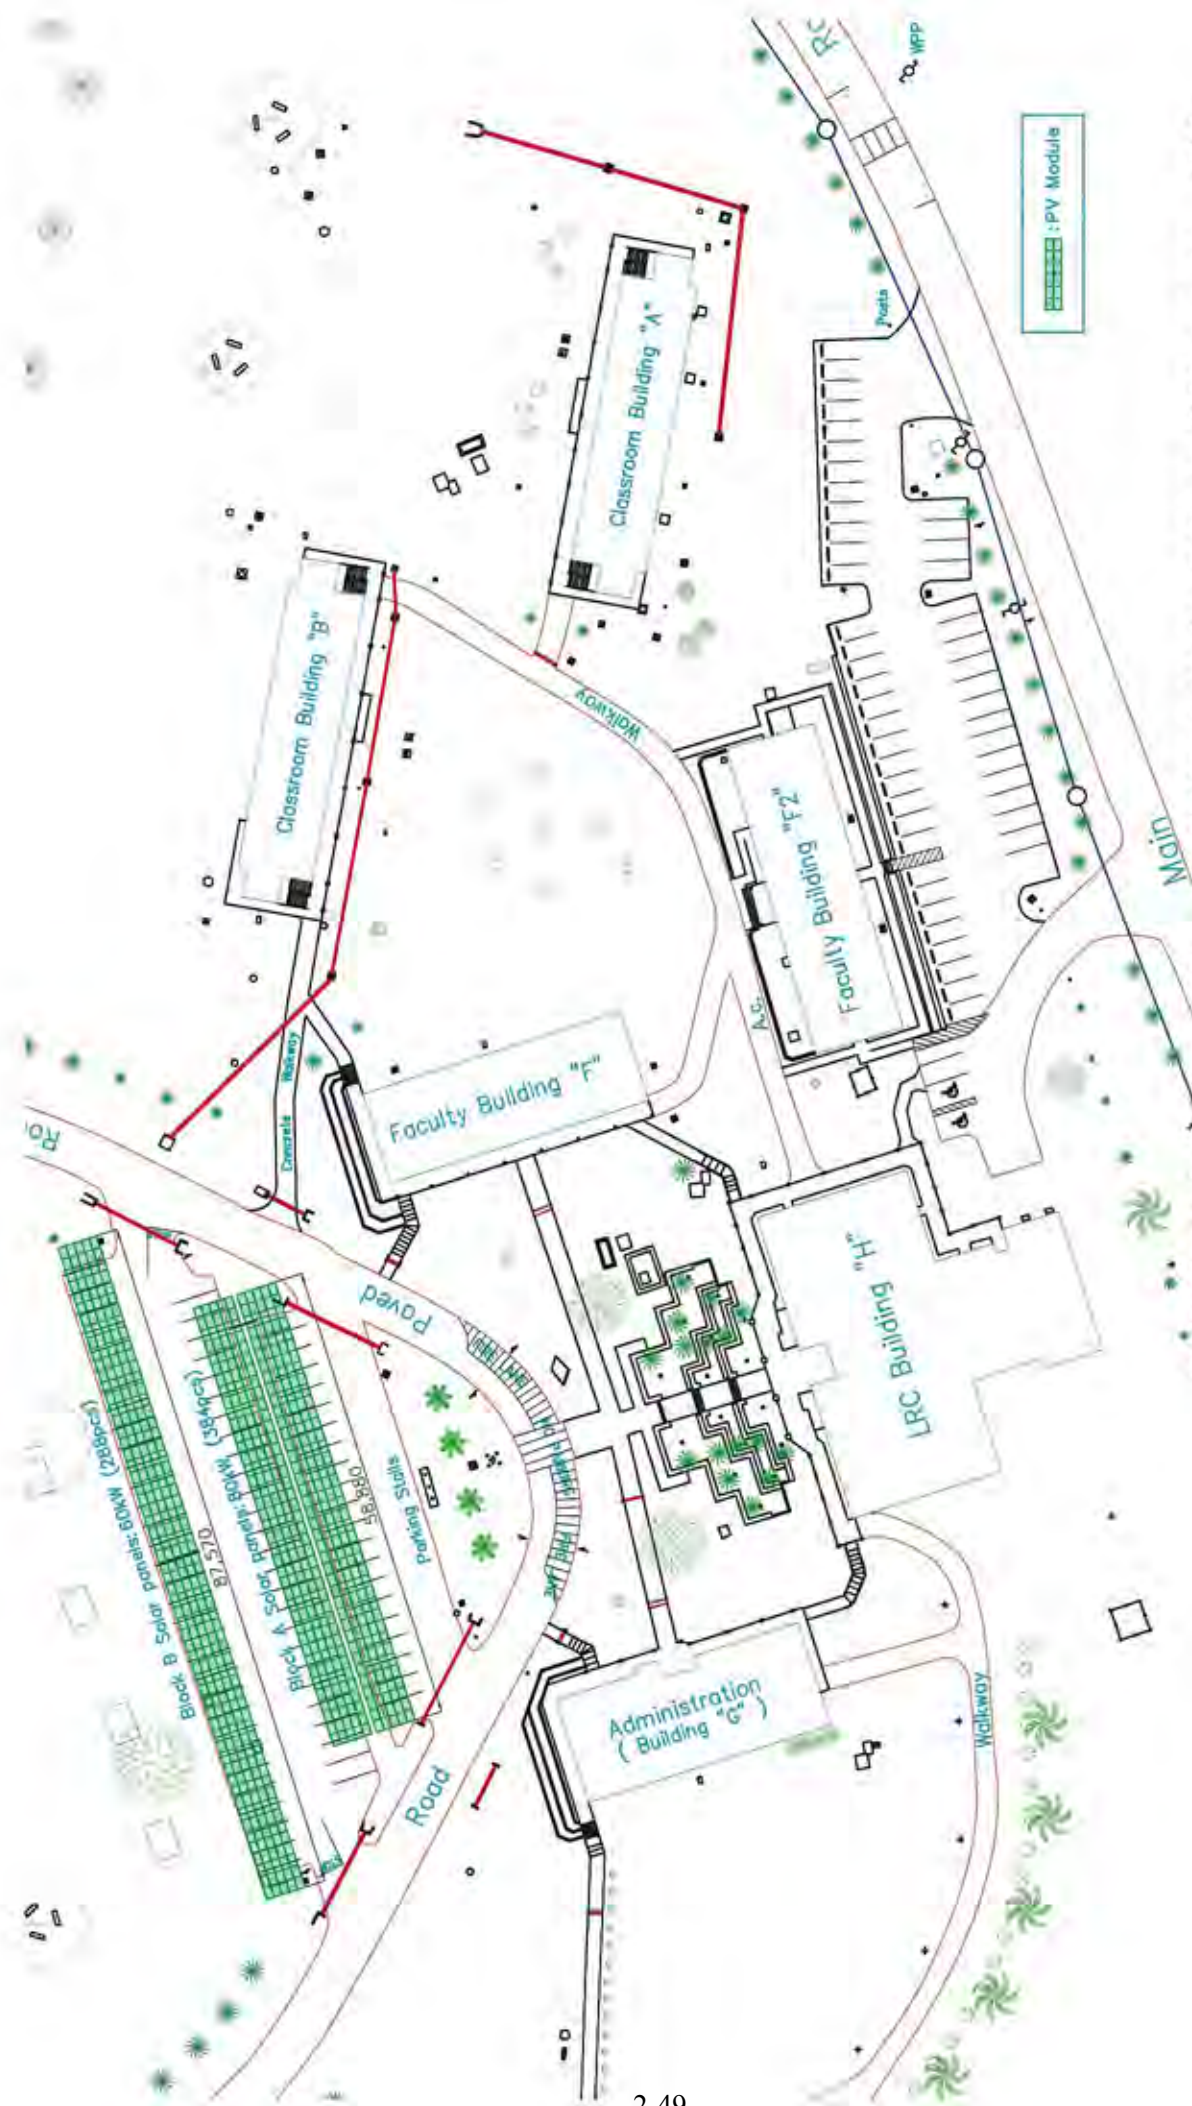 WPP
: PV Module
Posts
Classroom Building "A"
Classroom Building "B"
Walkway
Faculty Building "F2"
A.c.
Main
Concrete Walkway
Faculty Building "F"
Paved
LRC Building "H"
Block B Solar panels: 60kW (288pcs)
87,570
Block A Solar panels: 80kW (384pcs)
58,880
Parking Stalls
Administration
( Building "G" )
Walkway
Road
2-49